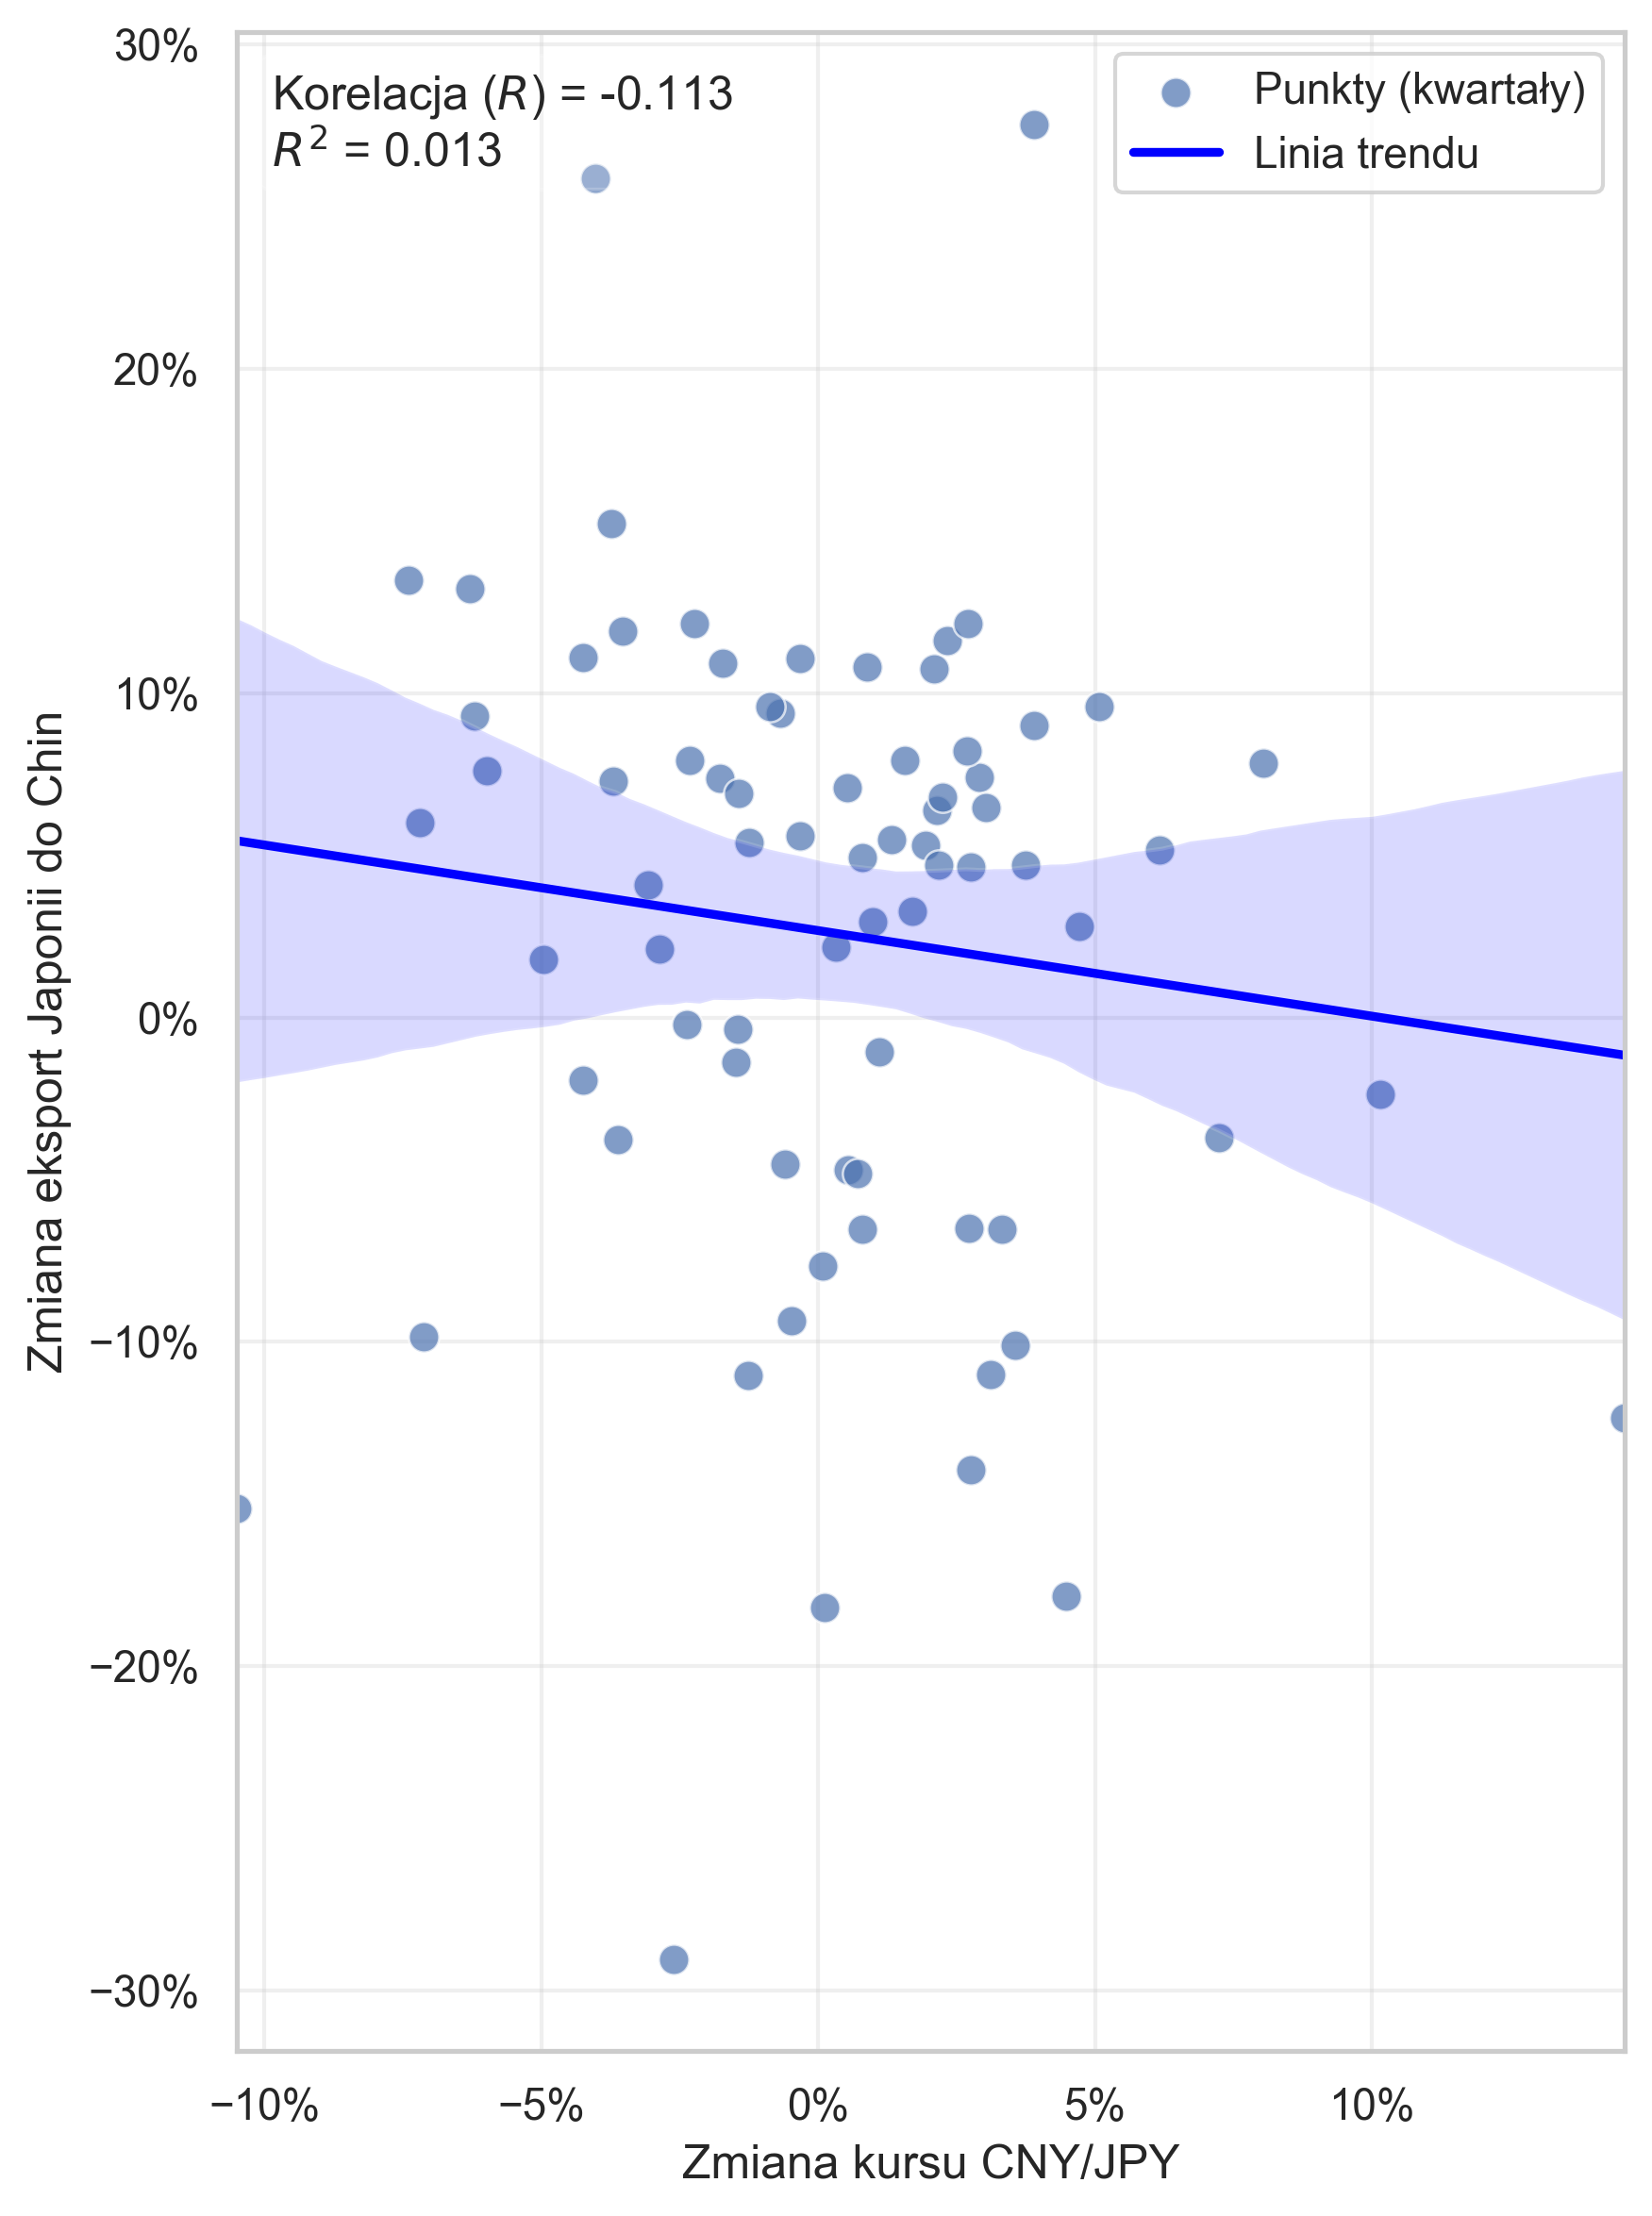 Korelacja (R) = -0.113
R² = 0.013
Punkty (kwartały)
Linia trendu
Zmiana eksport Japonii do Chin
30%
20%
10%
0%
−10%
−20%
−30%
−10%
−5%
0%
5%
10%
Zmiana kursu CNY/JPY